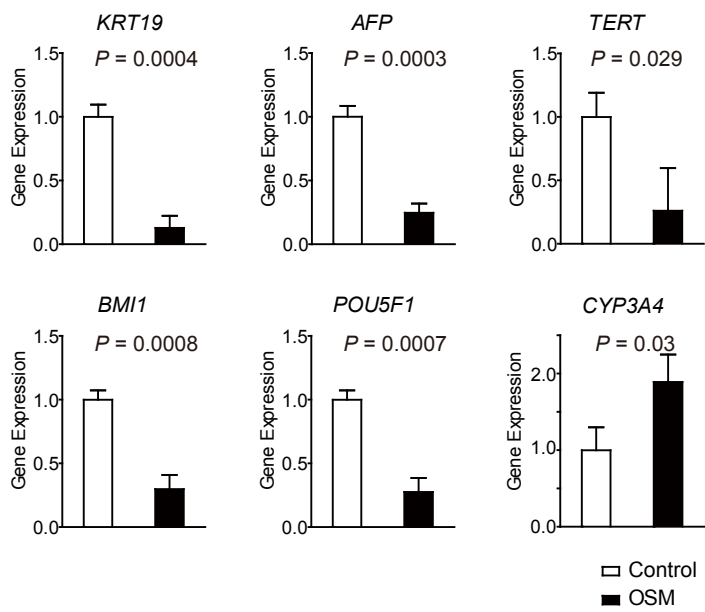 KRT19
AFP
TERT
P = 0.0004
P = 0.0003
P = 0.029
Gene Expression
1.5
1.0
0.5
0.0
Gene Expression
1.5
1.0
0.5
0.0
Gene Expression
1.5
1.0
0.5
0.0
BMI1
POU5F1
CYP3A4
P = 0.0008
P = 0.0007
P = 0.03
Gene Expression
1.5
1.0
0.5
0.0
Gene Expression
1.5
1.0
0.5
0.0
Gene Expression
2.0
1.0
0.0
Control
OSM